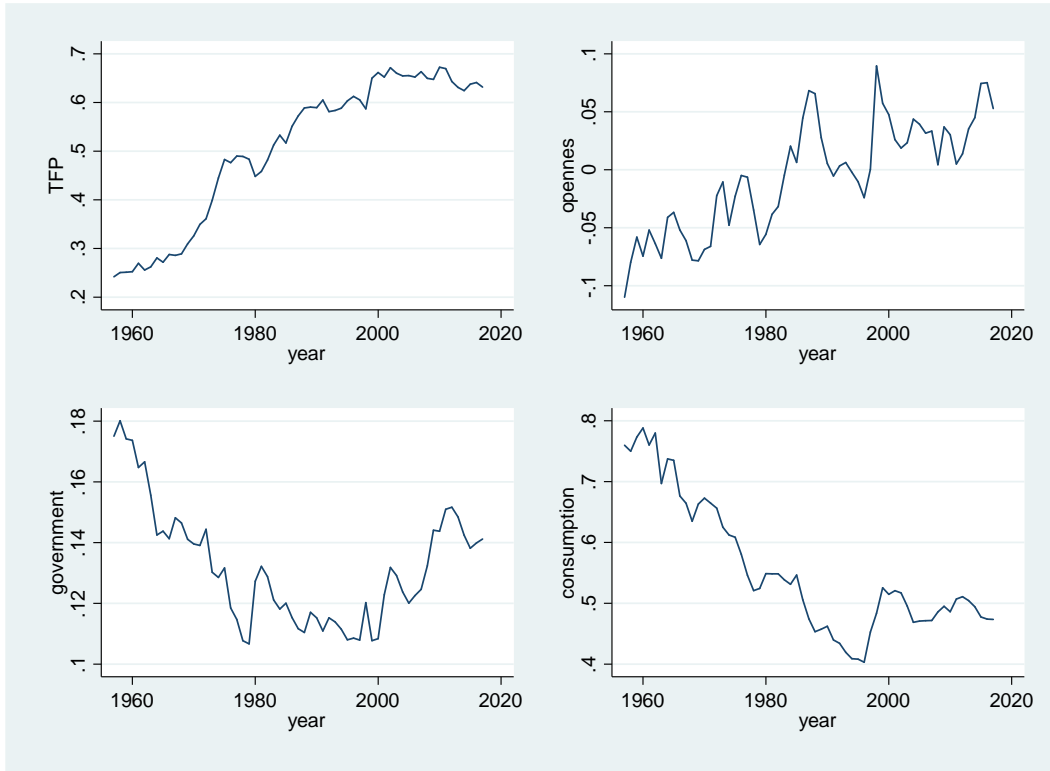 TFP
.7
.6
.5
.4
.3
.2
1960 1980 2000 2020
year
opennes
.1
.05
0
-.05
-.1
1960 1980 2000 2020
year
government
.18
.16
.14
.12
.1
1960 1980 2000 2020
year
consumption
.8
.7
.6
.5
.4
1960 1980 2000 2020
year